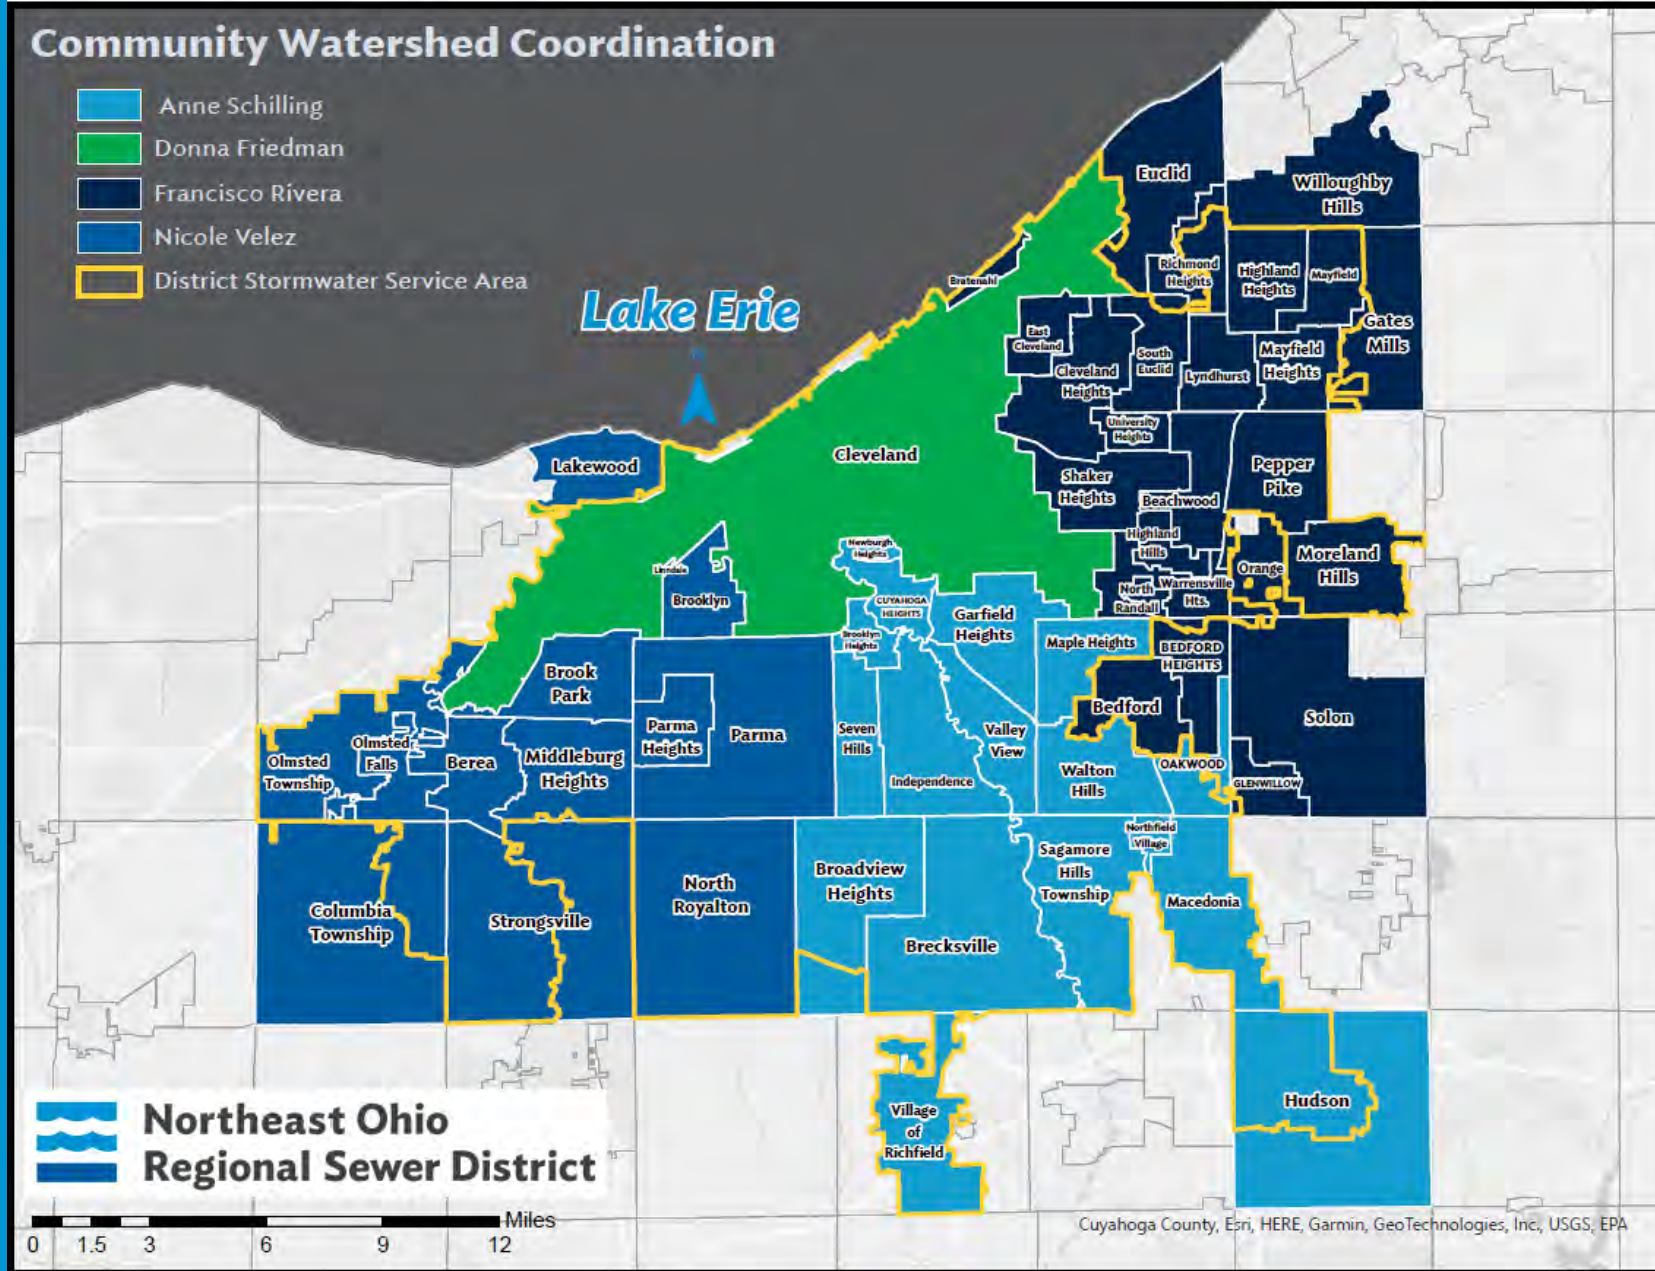 Community Watershed Coordination
Anne Schilling
Donna Friedman
Francisco Rivera
Nicole Velez
District Stormwater Service Area
Lake Erie
Euclid
Willoughby
Hills
Richmond
Heights
Highland
Heights
Mayfield
Bratenahl
Gates
Mills
East
Cleveland
Cleveland
Heights
South
Euclid
Lyndhurst
Mayfield
Heights
University
Heights
Lakewood
Cleveland
Shaker
Heights
Beachwood
Pepper
Pike
Highland
Hills
Moreland
Hills
Orange
Newburgh
Heights
Linndale
Brooklyn
CUYAHOGA
HEIGHTS
Garfield
Heights
North
Randall
Warrensville
Hts.
Brooklyn
Heights
Maple Heights
BEDFORD
HEIGHTS
Brook
Park
Bedford
Solon
Parma
Heights
Parma
Seven
Hills
Valley
View
Olmsted
Township
Olmsted
Falls
Berea
Middleburg
Heights
Independence
Walton
Hills
OAKWOOD
GLENWILLOW
Northfield
Village
Sagamore
Hills
Township
Broadview
Heights
Macedonia
Columbia
Township
Strongsville
North
Royalton
Brecksville
Village
of
Richfield
Hudson
Northeast Ohio
Regional Sewer District
Miles
0 1.5 3 6 9 12
Cuyahoga County, Esri, HERE, Garmin, GeoTechnologies, Inc., USGS, EPA